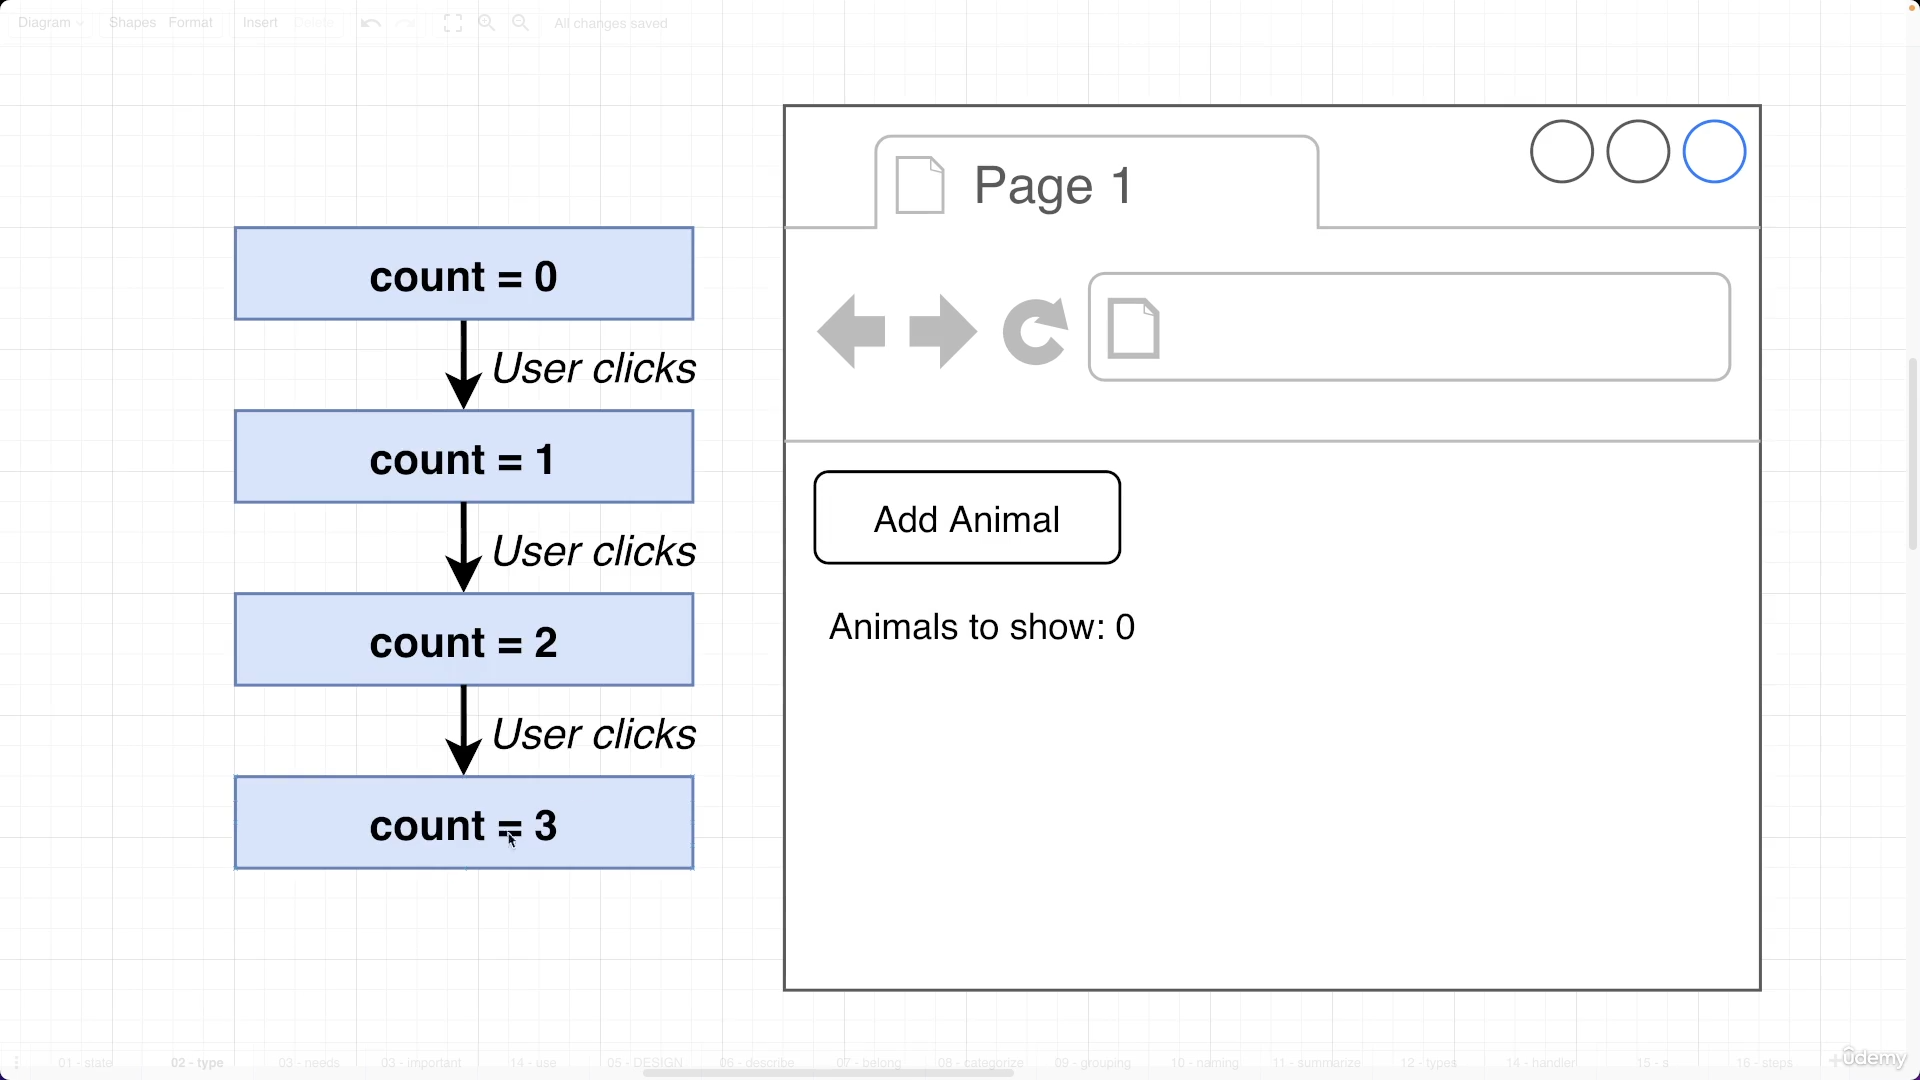 Diagram Shapes Format Insert Delete All changes saved
Page 1
count = 0
User clicks
count = 1
User clicks
count = 2
User clicks
count = 3
Add Animal
Animals to show: 0
01 - state 02 - type 03 - needs 03 - important 14 - use 05 - DESIGN 06 - describe 07 - belong 08 - categorize 09 - grouping 10 - naming 11 - summarize 12 - types 14 - handler 15 - s 16 - steps
ûdemy